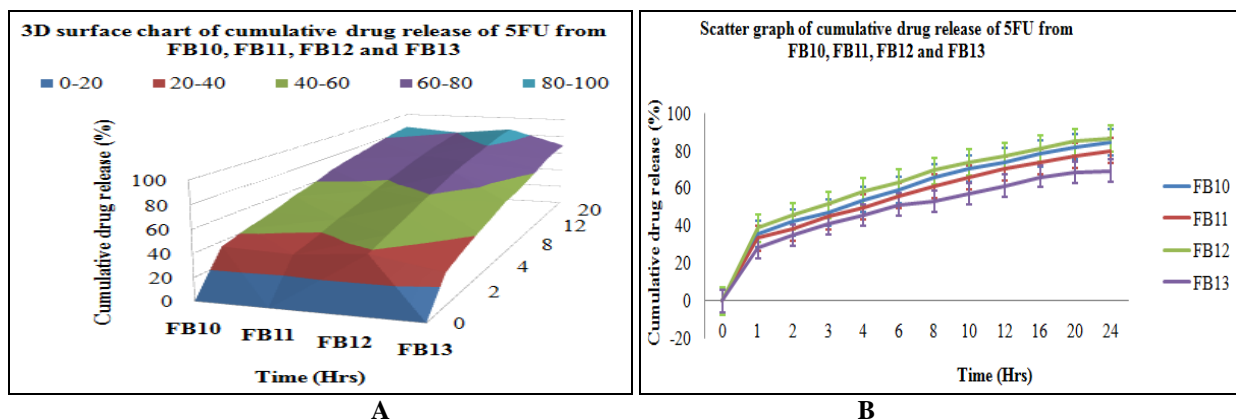 3D surface chart of cumulative drug release of 5FU from
FB10, FB11, FB12 and FB13
0-20 20-40 40-60 60-80 80-100
Cumulative drug release (%)
100
80
60
40
20
0
FB10 FB11 FB12 FB13
0
2
4
8
12
20
Time (Hrs)
A
Scatter graph of cumulative drug release of 5FU from
FB10, FB11, FB12 and FB13
Cumulative drug release (%)
100
80
60
40
20
0
-20
0 1 2 3 4 6 8 10 12 16 20 24
Time (Hrs)
FB10
FB11
FB12
FB13
B